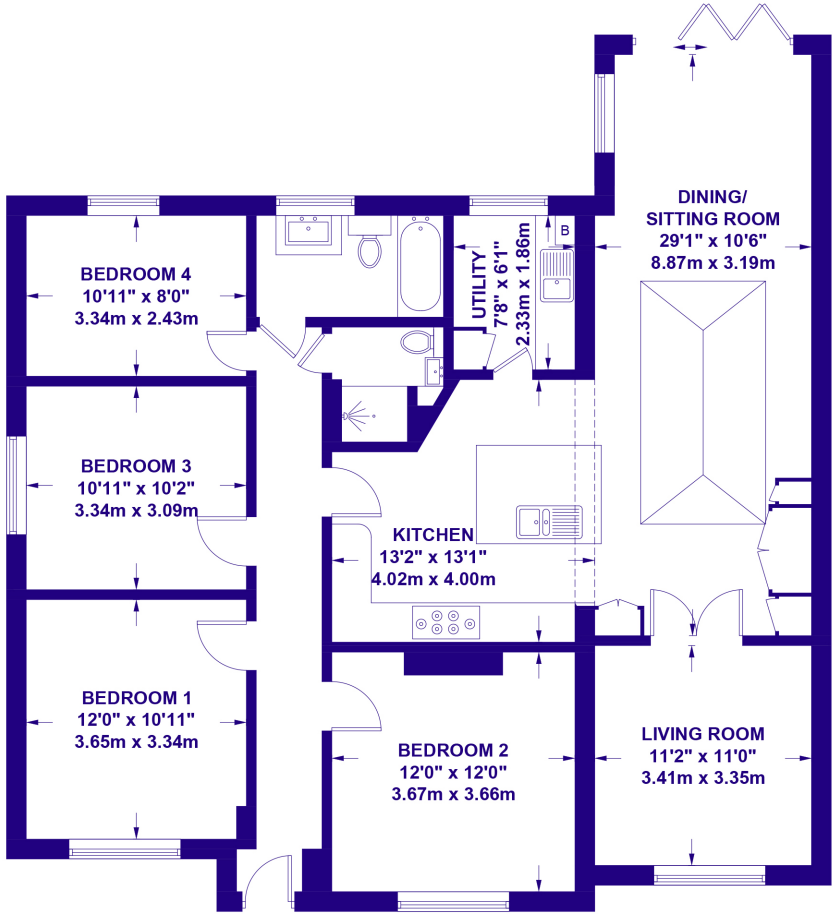 DINING/
SITTING ROOM
29'1" x 10'6"
8.87m x 3.19m
B
UTILITY
7'8" x 6'1"
2.33m x 1.86m
BEDROOM 4
10'11" x 8'0"
3.34m x 2.43m
BEDROOM 3
10'11" x 10'2"
3.34m x 3.09m
KITCHEN
13'2" x 13'1"
4.02m x 4.00m
BEDROOM 1
12'0" x 10'11"
3.65m x 3.34m
BEDROOM 2
12'0" x 12'0"
3.67m x 3.66m
LIVING ROOM
11'2" x 11'0"
3.41m x 3.35m